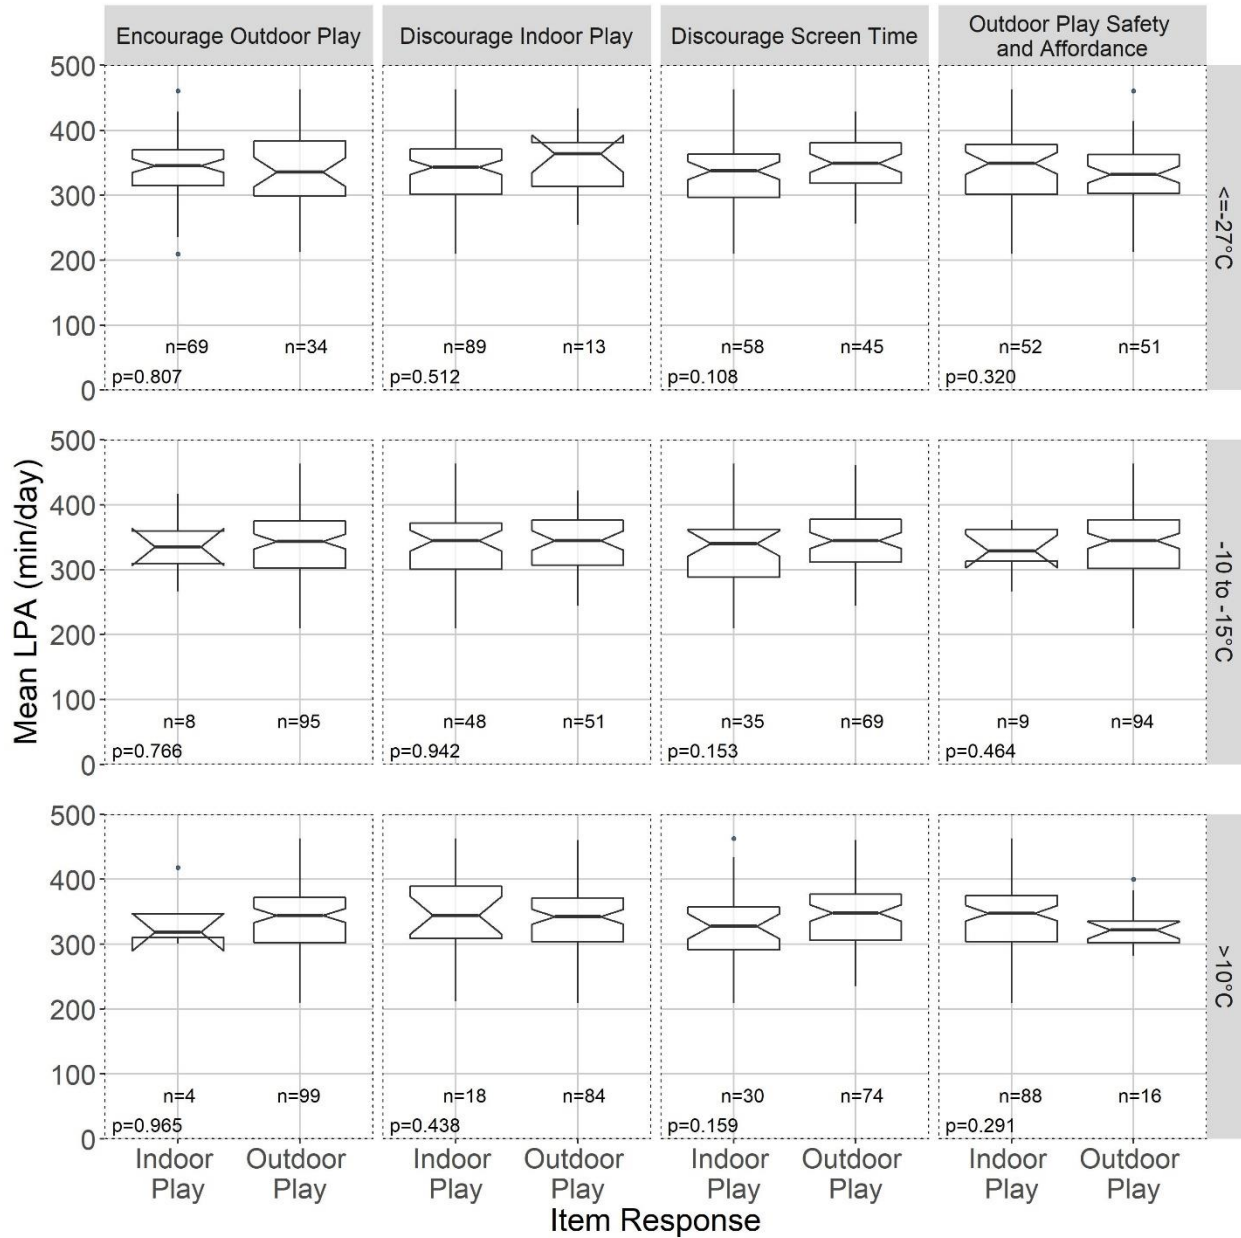 Encourage Outdoor Play
Discourage Indoor Play
Discourage Screen Time
Outdoor Play Safety
and Affordance
500
400
300
200
100
0
n=69
n=34
p=0.807
n=89
n=13
p=0.512
n=58
n=45
p=0.108
n=52
n=51
p=0.320
<=-27°C
Mean LPA (min/day)
500
400
300
200
100
0
n=8
n=95
p=0.766
n=48
n=51
p=0.942
n=35
n=69
p=0.153
n=9
n=94
p=0.464
-10 to -15°C
500
400
300
200
100
0
n=4
n=99
p=0.965
n=18
n=84
p=0.438
n=30
n=74
p=0.159
n=88
n=16
p=0.291
>10°C
Indoor
Play
Outdoor
Play
Indoor
Play
Outdoor
Play
Indoor
Play
Outdoor
Play
Indoor
Play
Outdoor
Play
Item Response